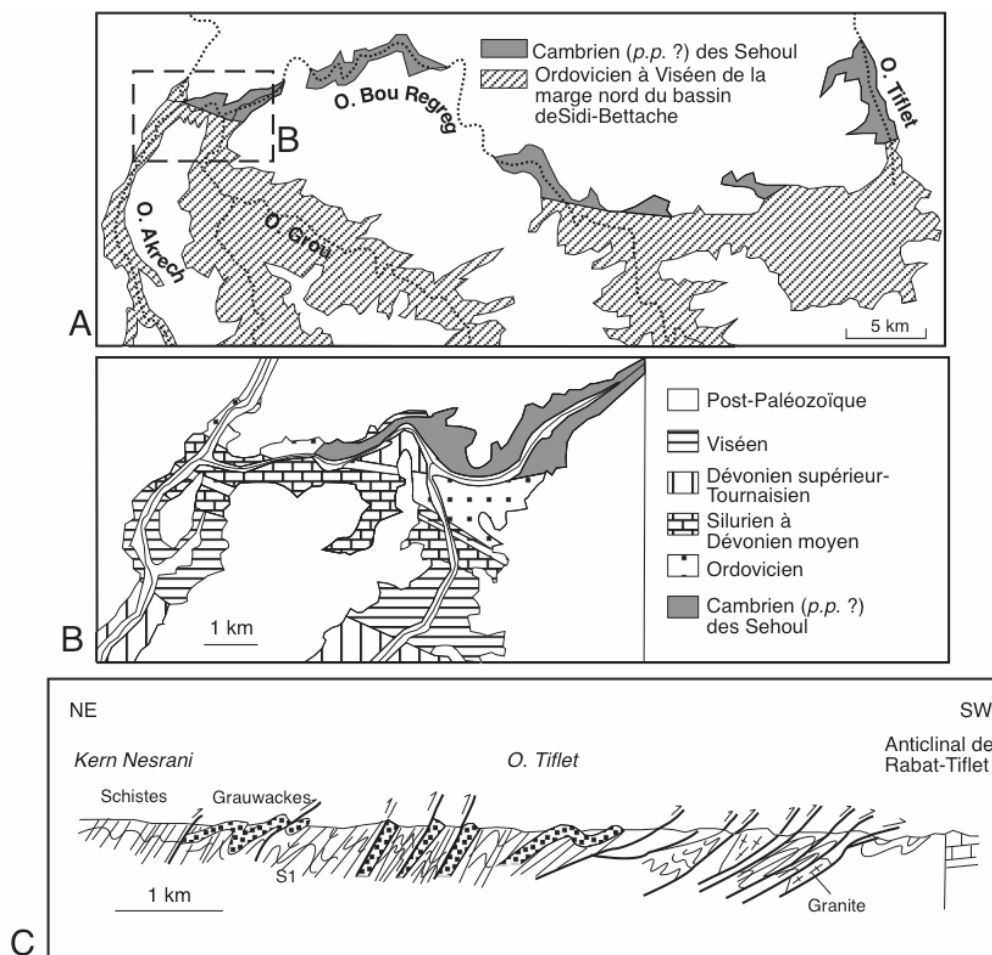 Cambrien (p.p. ?) des Sehoul
Ordovicien à Viséen de la
marge nord du bassin
deSidi-Bettache
O. Tiflet
O. Bou Regreg
B
O. Akrech
O. Grou
A
5 km
Post-Paléozoïque
Viséen
Dévonien supérieur-
Tournaisien
Silurien à
Dévonien moyen
Ordovicien
Cambrien (p.p. ?)
des Sehoul
B
1 km
NE
SW
Kern Nesrani
O. Tiflet
Anticlinal de
Rabat-Tiflet
Schistes
Grauwackes
S1
1 km
Granite
C